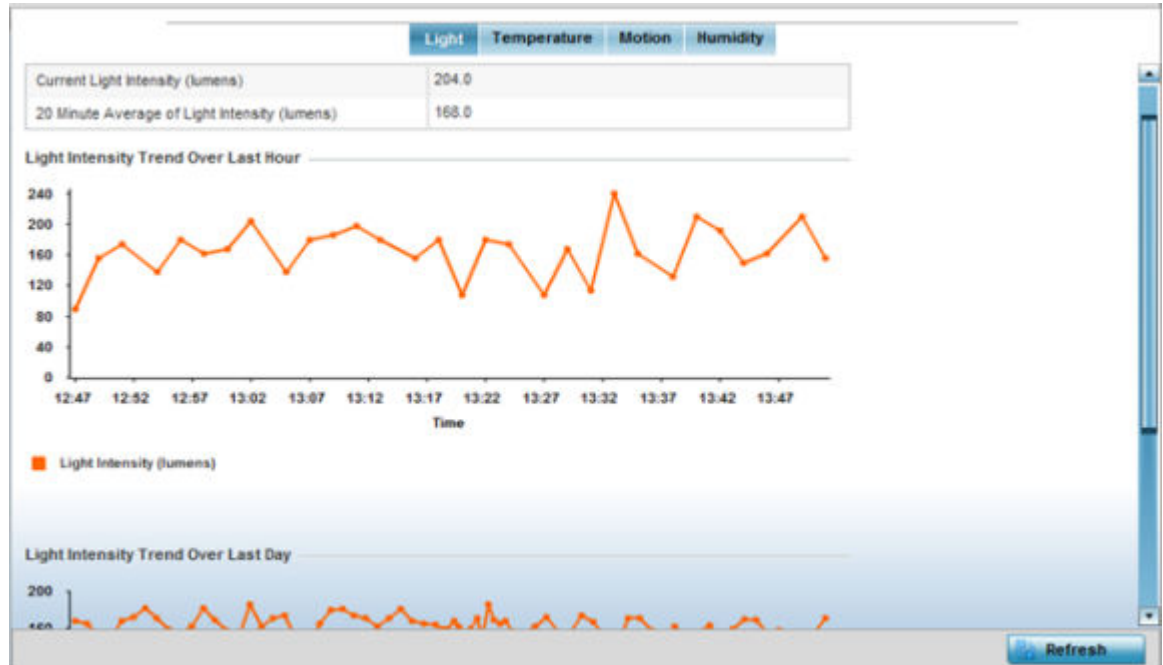 Light Temperature Motion Humidity
Current Light Intensity (lumens) 204.0
20 Minute Average of Light Intensity (lumens) 168.0
Light Intensity Trend Over Last Hour
240
200
160
120
80
40
0
12:47 12:52 12:57 13:02 13:07 13:12 13:17 13:22 13:27 13:32 13:37 13:42 13:47
Time
Light Intensity (lumens)
Light Intensity Trend Over Last Day
200
160
Refresh